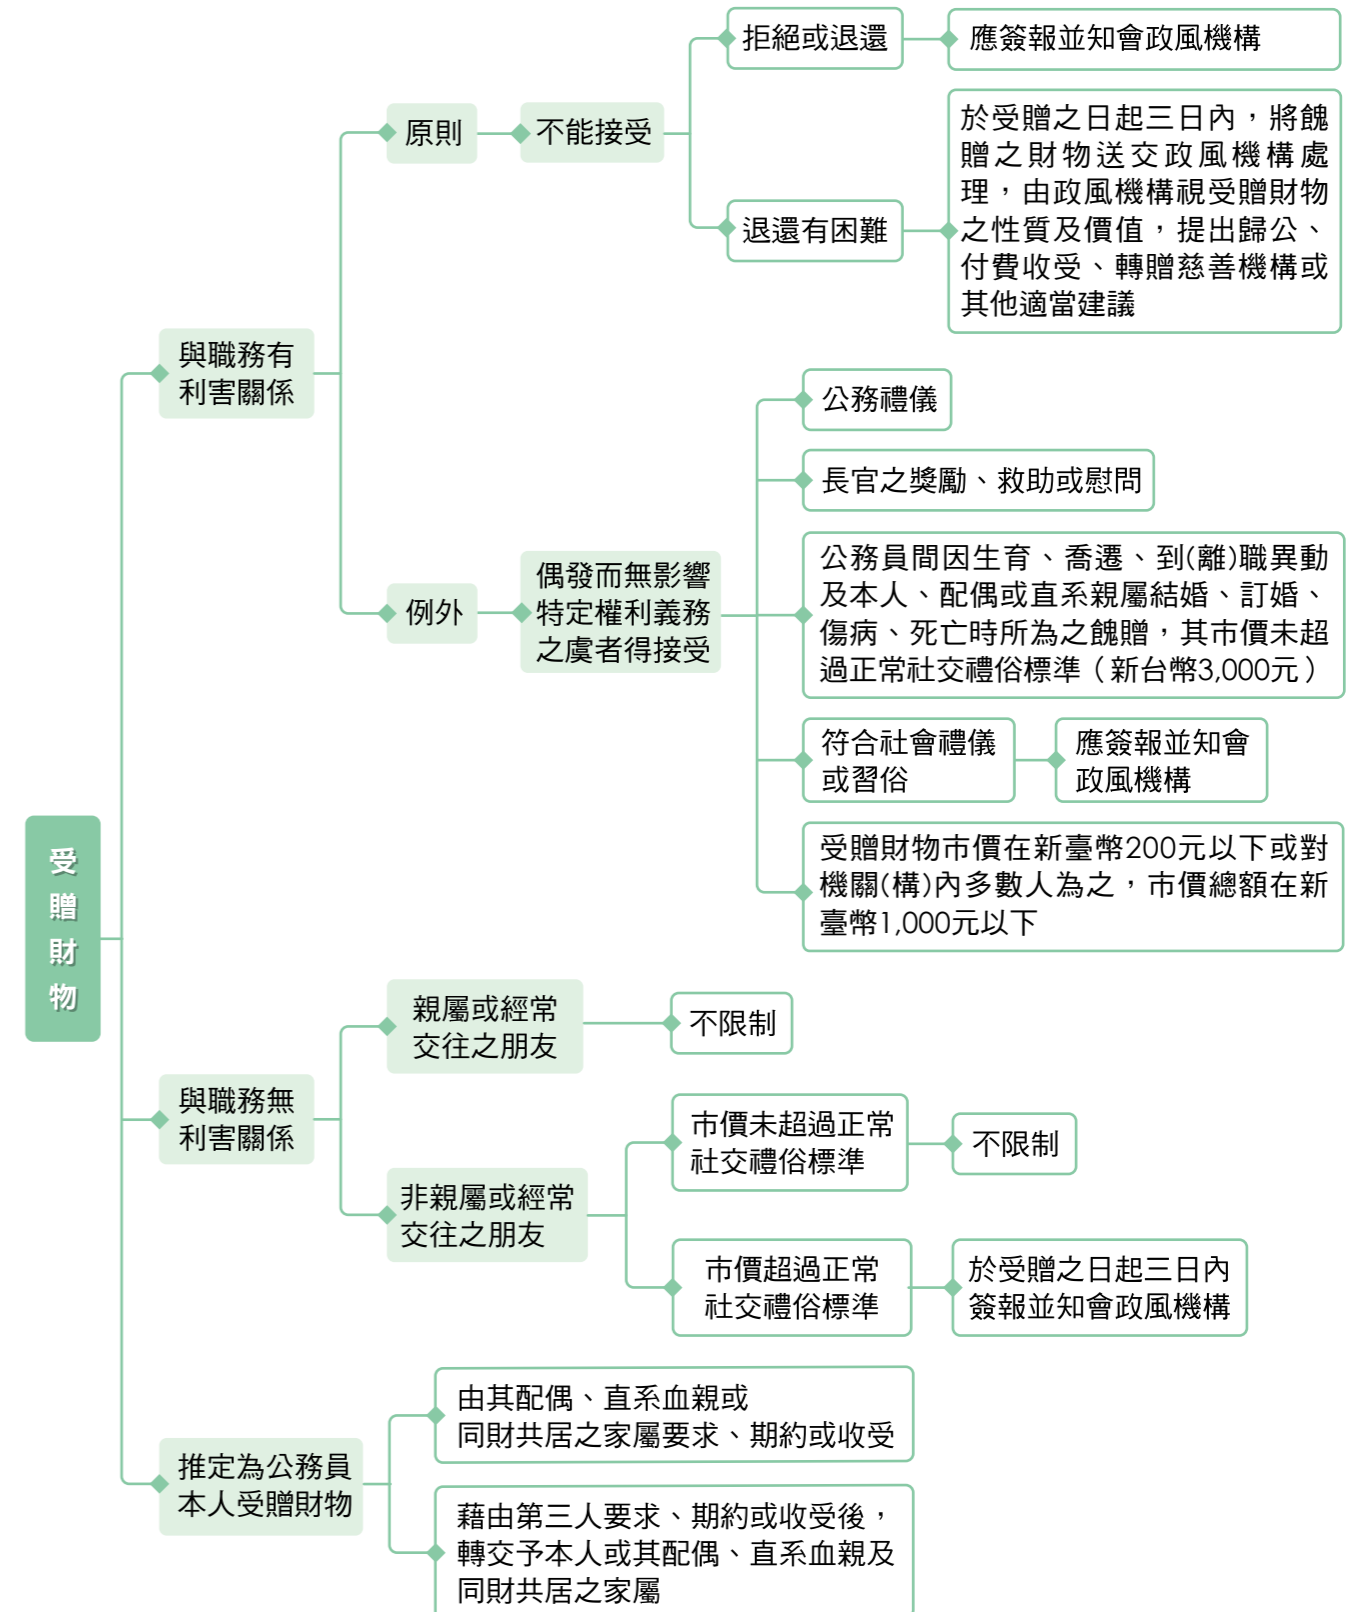 受贈財物
與職務有
利害關係
原則
不能接受
拒絕或退還
應簽報並知會政風機構
退還有困難
於受贈之日起三日內，將餽
贈之財物送交政風機構處
理，由政風機構視受贈財物
之性質及價值，提出歸公、
付費收受、轉贈慈善機構或
其他適當建議
例外
偶發而無影響
特定權利義務
之虞者得接受
公務禮儀
長官之獎勵、救助或慰問
公務員間因生育、喬遷、到(離)職異動
及本人、配偶或直系親屬結婚、訂婚、
傷病、死亡時所為之餽贈，其市價未超
過正常社交禮俗標準（新台幣3,000元）
符合社會禮儀
或習俗
應簽報並知會
政風機構
受贈財物市價在新臺幣200元以下或對
機關(構)內多數人為之，市價總額在新
臺幣1,000元以下
與職務無
利害關係
親屬或經常
交往之朋友
不限制
非親屬或經常
交往之朋友
市價未超過正常
社交禮俗標準
不限制
市價超過正常
社交禮俗標準
於受贈之日起三日內
簽報並知會政風機構
推定為公務員
本人受贈財物
由其配偶、直系血親或
同財共居之家屬要求、期約或收受
藉由第三人要求、期約或收受後，
轉交予本人或其配偶、直系血親及
同財共居之家屬